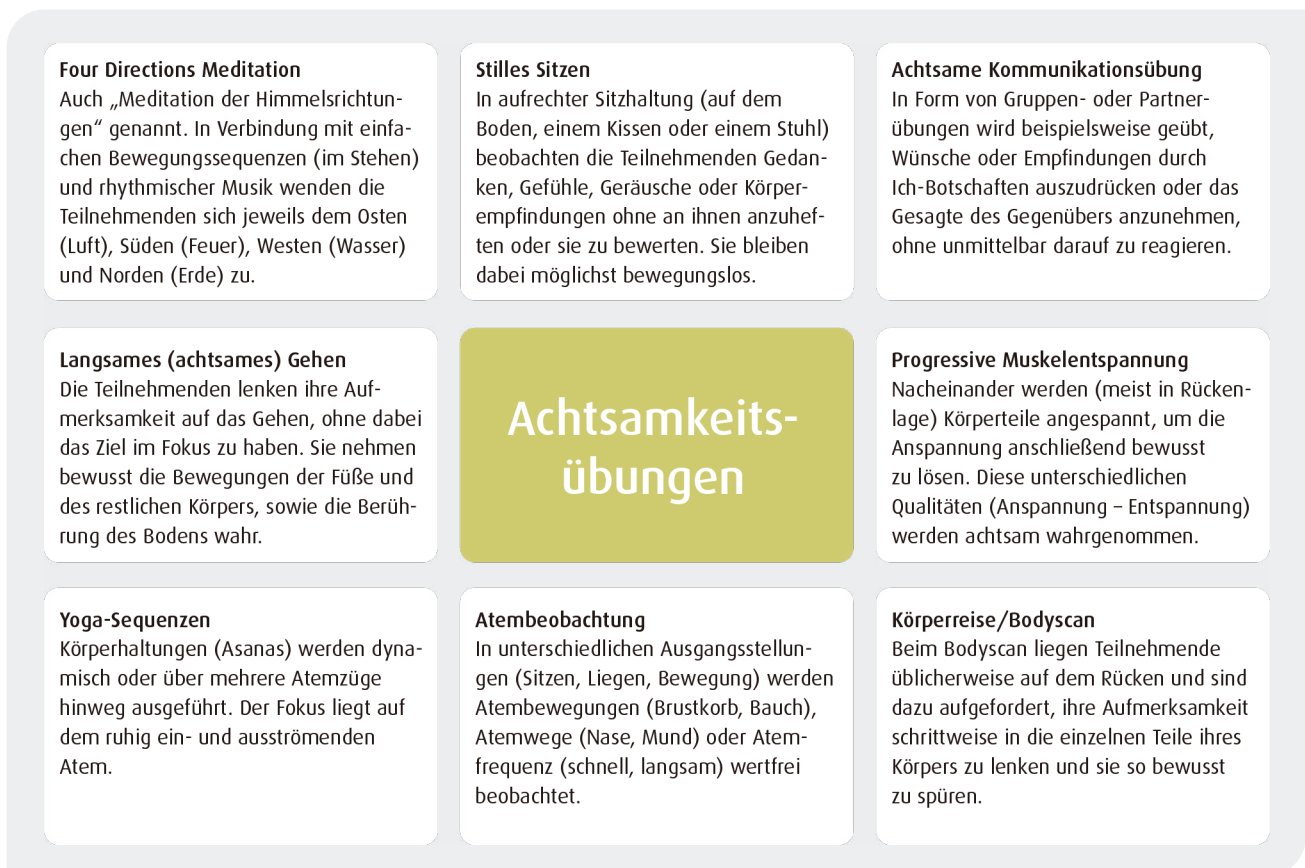 Four Directions Meditation
Auch „Meditation der Himmelsrichtun-
gen“ genannt. In Verbindung mit einfa-
chen Bewegungssequenzen (im Stehen)
und rhythmischer Musik wenden die
Teilnehmenden sich jeweils dem Osten
(Luft), Süden (Feuer), Westen (Wasser)
und Norden (Erde) zu.
Stilles Sitzen
In aufrechter Sitzhaltung (auf dem
Boden, einem Kissen oder einem Stuhl)
beobachten die Teilnehmenden Gedan-
ken, Gefühle, Geräusche oder Körper-
empfindungen ohne an ihnen anzuhef-
ten oder sie zu bewerten. Sie bleiben
dabei möglichst bewegungslos.
Achtsame Kommunikationsübung
In Form von Gruppen- oder Partner-
übungen wird beispielsweise geübt,
Wünsche oder Empfindungen durch
Ich-Botschaften auszudrücken oder das
Gesagte des Gegenübers anzunehmen,
ohne unmittelbar darauf zu reagieren.
Langsames (achtsames) Gehen
Die Teilnehmenden lenken ihre Auf-
merksamkeit auf das Gehen, ohne dabei
das Ziel im Fokus zu haben. Sie nehmen
bewusst die Bewegungen der Füße und
des restlichen Körpers, sowie die Berüh-
rung des Bodens wahr.
Achtsamkeits-
übungen
Progressive Muskelentspannung
Nacheinander werden (meist in Rücken-
lage) Körperteile angespannt, um die
Anspannung anschließend bewusst
zu lösen. Diese unterschiedlichen
Qualitäten (Anspannung – Entspannung)
werden achtsam wahrgenommen.
Yoga-Sequenzen
Körperhaltungen (Asanas) werden dyna-
misch oder über mehrere Atemzüge
hinweg ausgeführt. Der Fokus liegt auf
dem ruhig ein- und ausströmenden
Atem.
Atembeobachtung
In unterschiedlichen Ausgangsstellun-
gen (Sitzen, Liegen, Bewegung) werden
Atembewegungen (Brustkorb, Bauch),
Atemwege (Nase, Mund) oder Atem-
frequenz (schnell, langsam) wertfrei
beobachtet.
Körperreise/Bodyscan
Beim Bodyscan liegen Teilnehmende
üblicherweise auf dem Rücken und sind
dazu aufgefordert, ihre Aufmerksamkeit
schrittweise in die einzelnen Teile ihres
Körpers zu lenken und sie so bewusst
zu spüren.